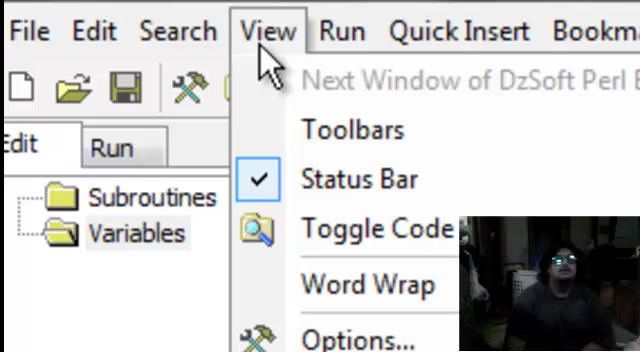 File Edit Search View Run Quick Insert Bookm
Next Window of DzSoft Perl E
Toolbars
Edit Run
Status Bar
Subroutines
Variables
Toggle Code
Word Wrap
Options...